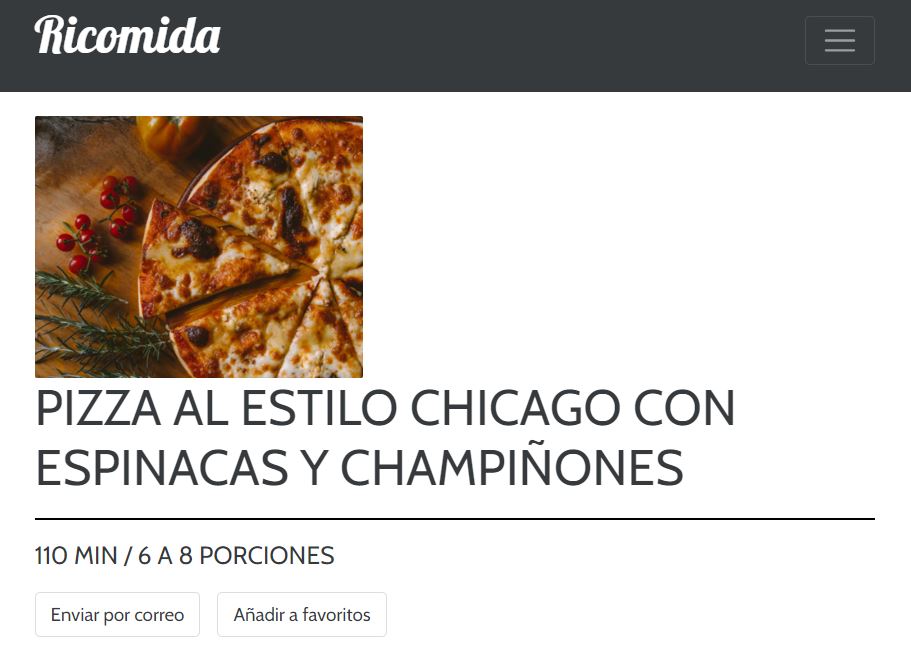 Ricomida
PIZZA AL ESTILO CHICAGO CON
ESPINACAS Y CHAMPIÑONES
110 MIN / 6 A 8 PORCIONES
Enviar por correo
Añadir a favoritos